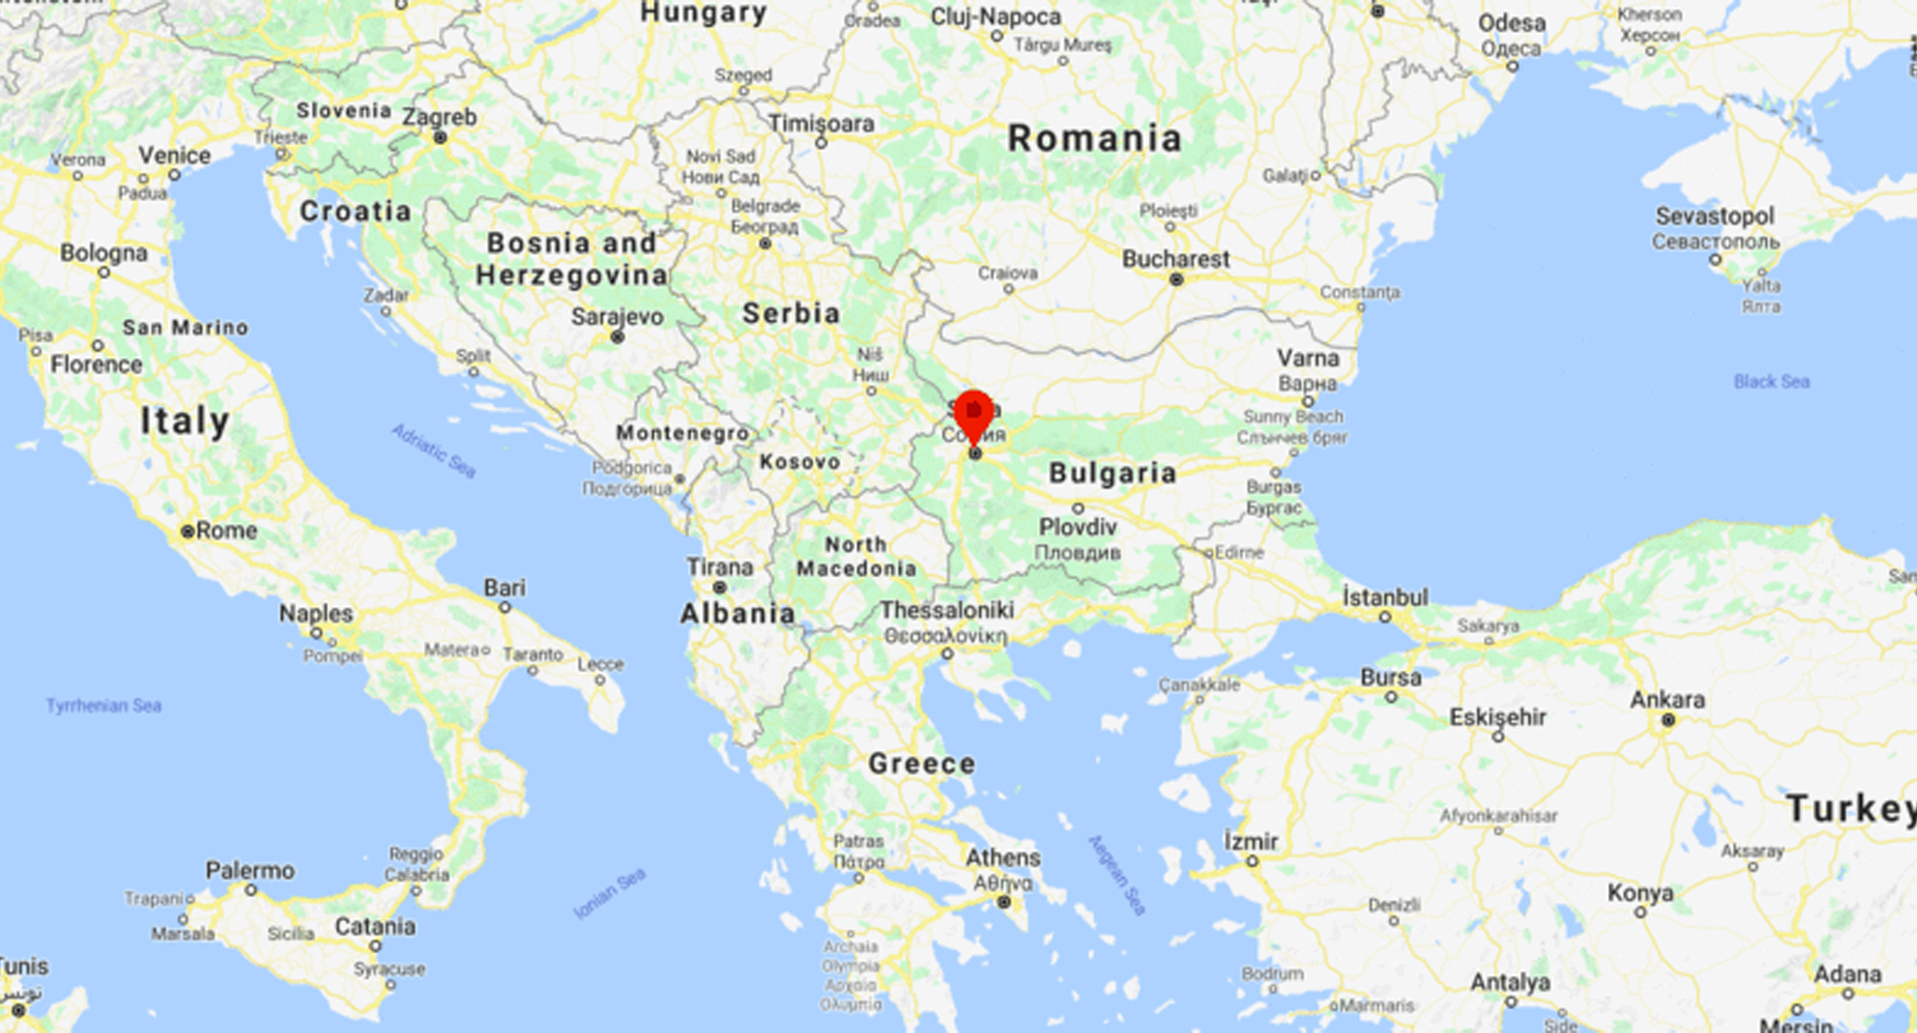 Hungary
Oradea
Cluj-Napoca
Târgu Mureș
Odesa
Одеса
Kherson
Херсон
Szeged
Slovenia
Zagreb
Timișoara
Romania
Trieste
Verona
Venice
Padua
Novi Sad
Нови Сад
Galați
Croatia
Belgrade
Београд
Ploiești
Sevastopol
Севастополь
Bosnia and
Herzegovina
Bologna
Bucharest
Craiova
Zadar
Constanța
Yalta
Ялта
San Marino
Serbia
Sarajevo
Pisa
Florence
Split
Niš
Ниш
Varna
Варна
Black Sea
Italy
Sunny Beach
Слънчев бряг
Adriatic Sea
Montenegro
Kosovo
Podgorica
Подгорица
Bulgaria
Burgas
Бургас
Rome
Plovdiv
Пловдив
North
Macedonia
Edirne
Tirana
Bari
İstanbul
Naples
Albania
Thessaloniki
Θεσσαλονίκη
Sakarya
Pompei
Matera
Taranto
Lecce
Çanakkale
Bursa
Tyrrhenian Sea
Ankara
Eskişehir
Greece
Turkey
Afyonkarahisar
Patras
Πάτρα
İzmir
Athens
Αθήνα
Aegean Sea
Aksaray
Reggio
Calabria
Palermo
Ionian Sea
Trapani
Marsala
Sicilia
Catania
Konya
Denizli
Archaia
Olympia
Αρχαία
Ολυμπία
Syracuse
Tunis
تونس
Bodrum
Marmaris
Antalya
Adana
Side
Mersin